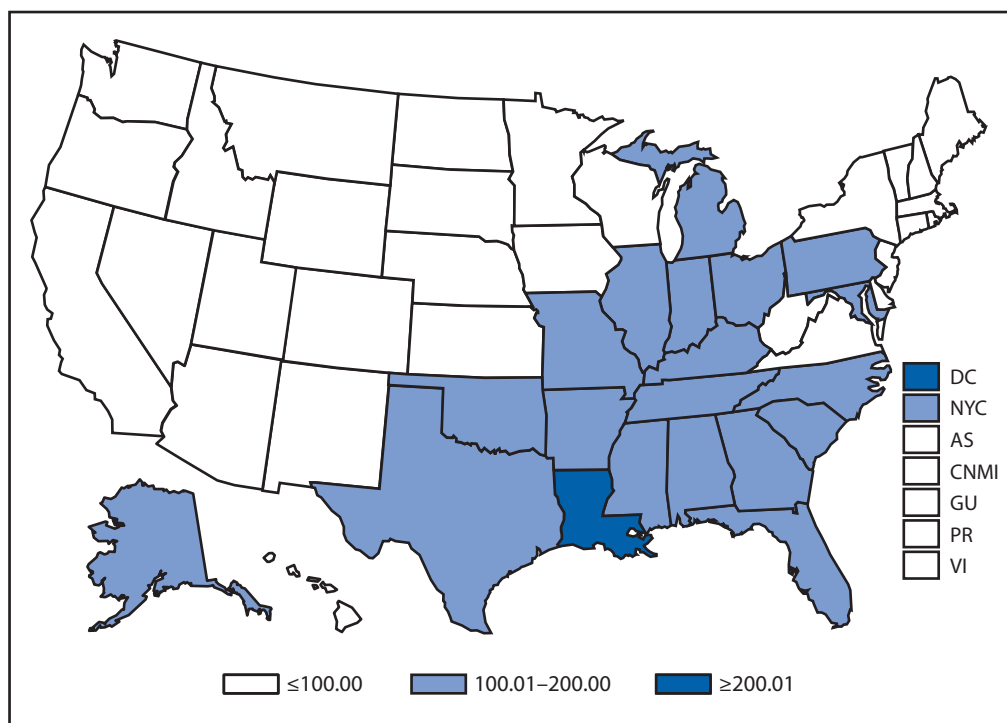 DC
NYC
AS
CNMI
GU
PR
VI
≤100.00
100.01–200.00
≥200.01